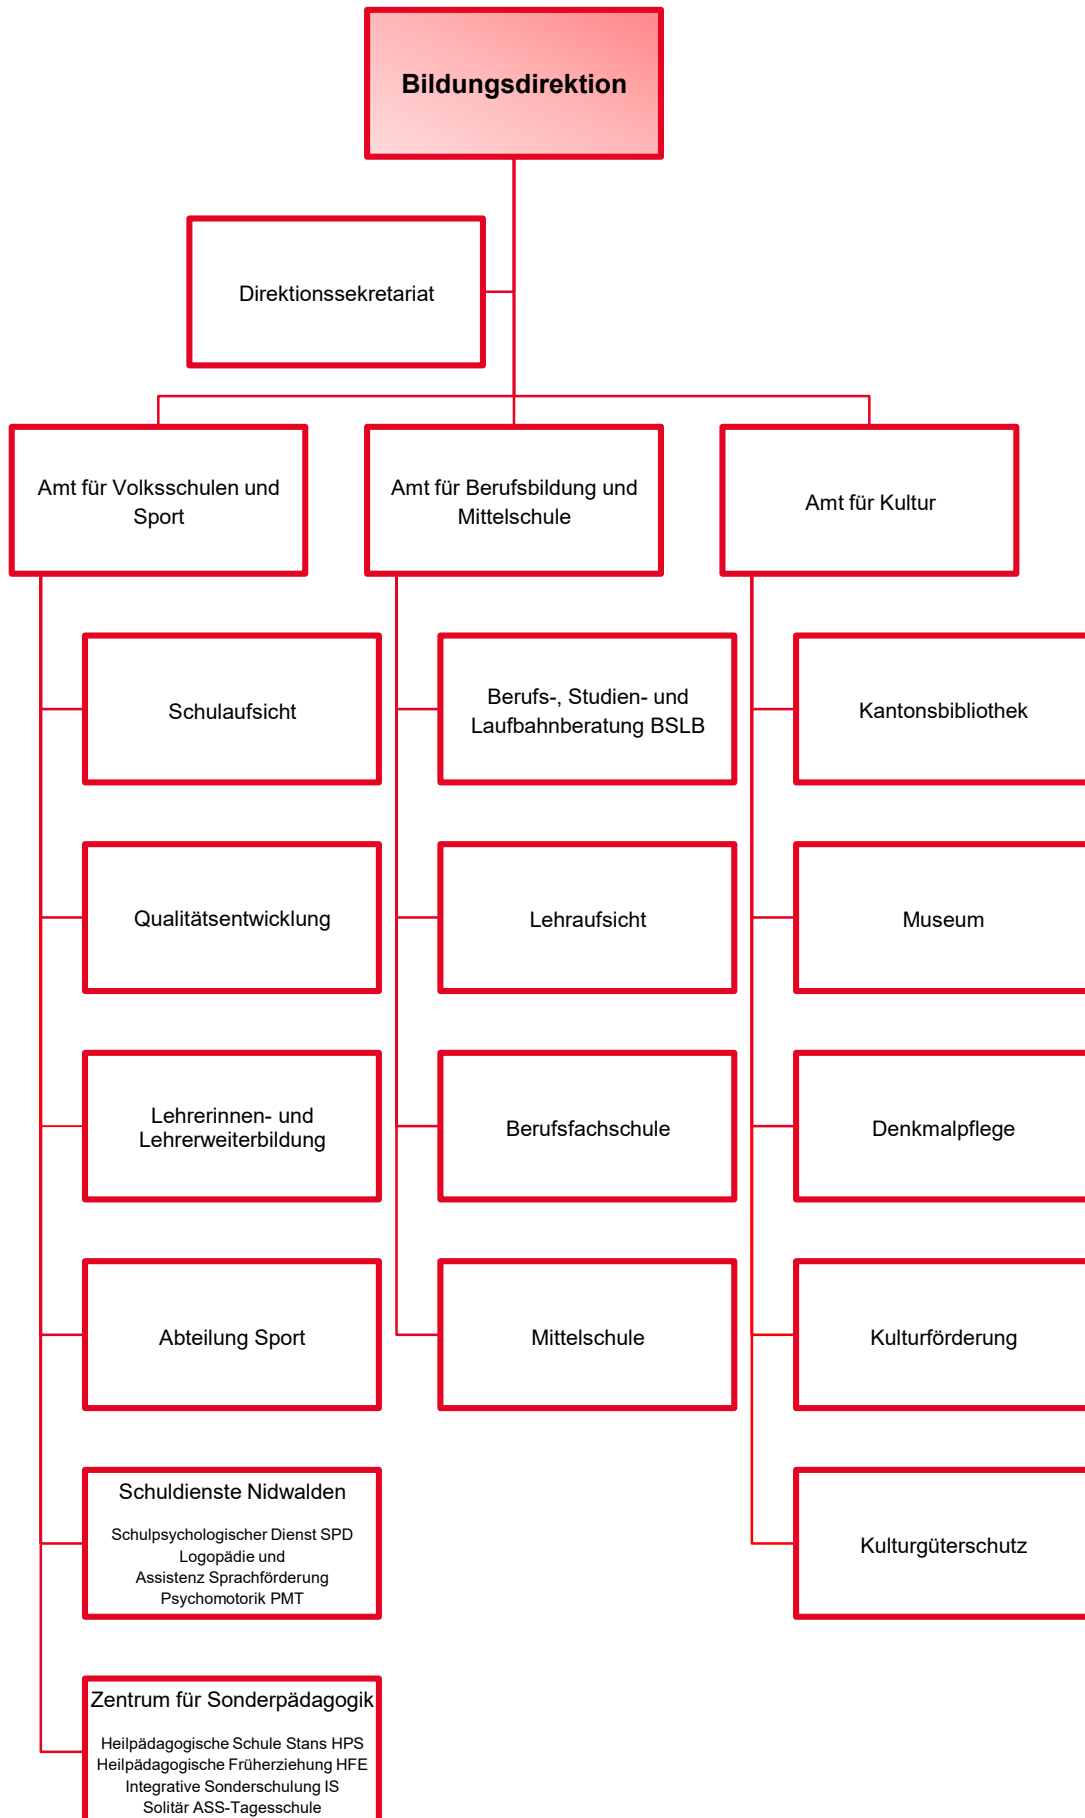 Bildungsdirektion
Direktionssekretariat
Amt für Volksschulen und
Sport
Amt für Berufsbildung und
Mittelschule
Amt für Kultur
Schulaufsicht
Berufs-, Studien- und
Laufbahnberatung BSLB
Kantonsbibliothek
Qualitätsentwicklung
Lehraufsicht
Museum
Lehrerinnen- und
Lehrerweiterbildung
Berufsfachschule
Denkmalpflege
Abteilung Sport
Mittelschule
Kulturförderung
Schuldienste Nidwalden
Schulpsychologischer Dienst SPD
Logopädie und
Assistenz Sprachförderung
Psychomotorik PMT
Kulturgüterschutz
Zentrum für Sonderpädagogik
Heilpädagogische Schule Stans HPS
Heilpädagogische Früherziehung HFE
Integrative Sonderschulung IS
Solitär ASS-Tagesschule